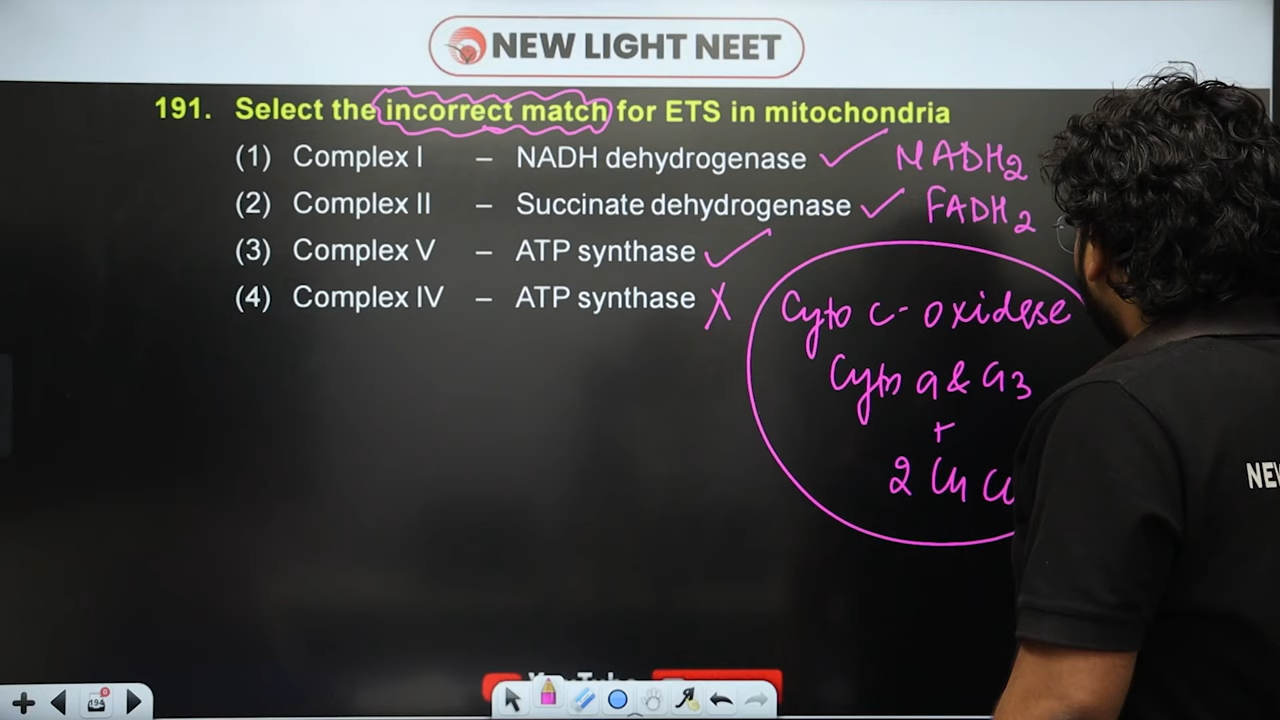 NEW LIGHT NEET
191. Select the incorrect match for ETS in mitochondria
(1) Complex I – NADH dehydrogenase NADH2
(2) Complex II – Succinate dehydrogenase FADH2
(3) Complex V – ATP synthase
(4) Complex IV – ATP synthase
Cyto c- oxidase
Cyto a & a3
+
2 Cu
NEW
194